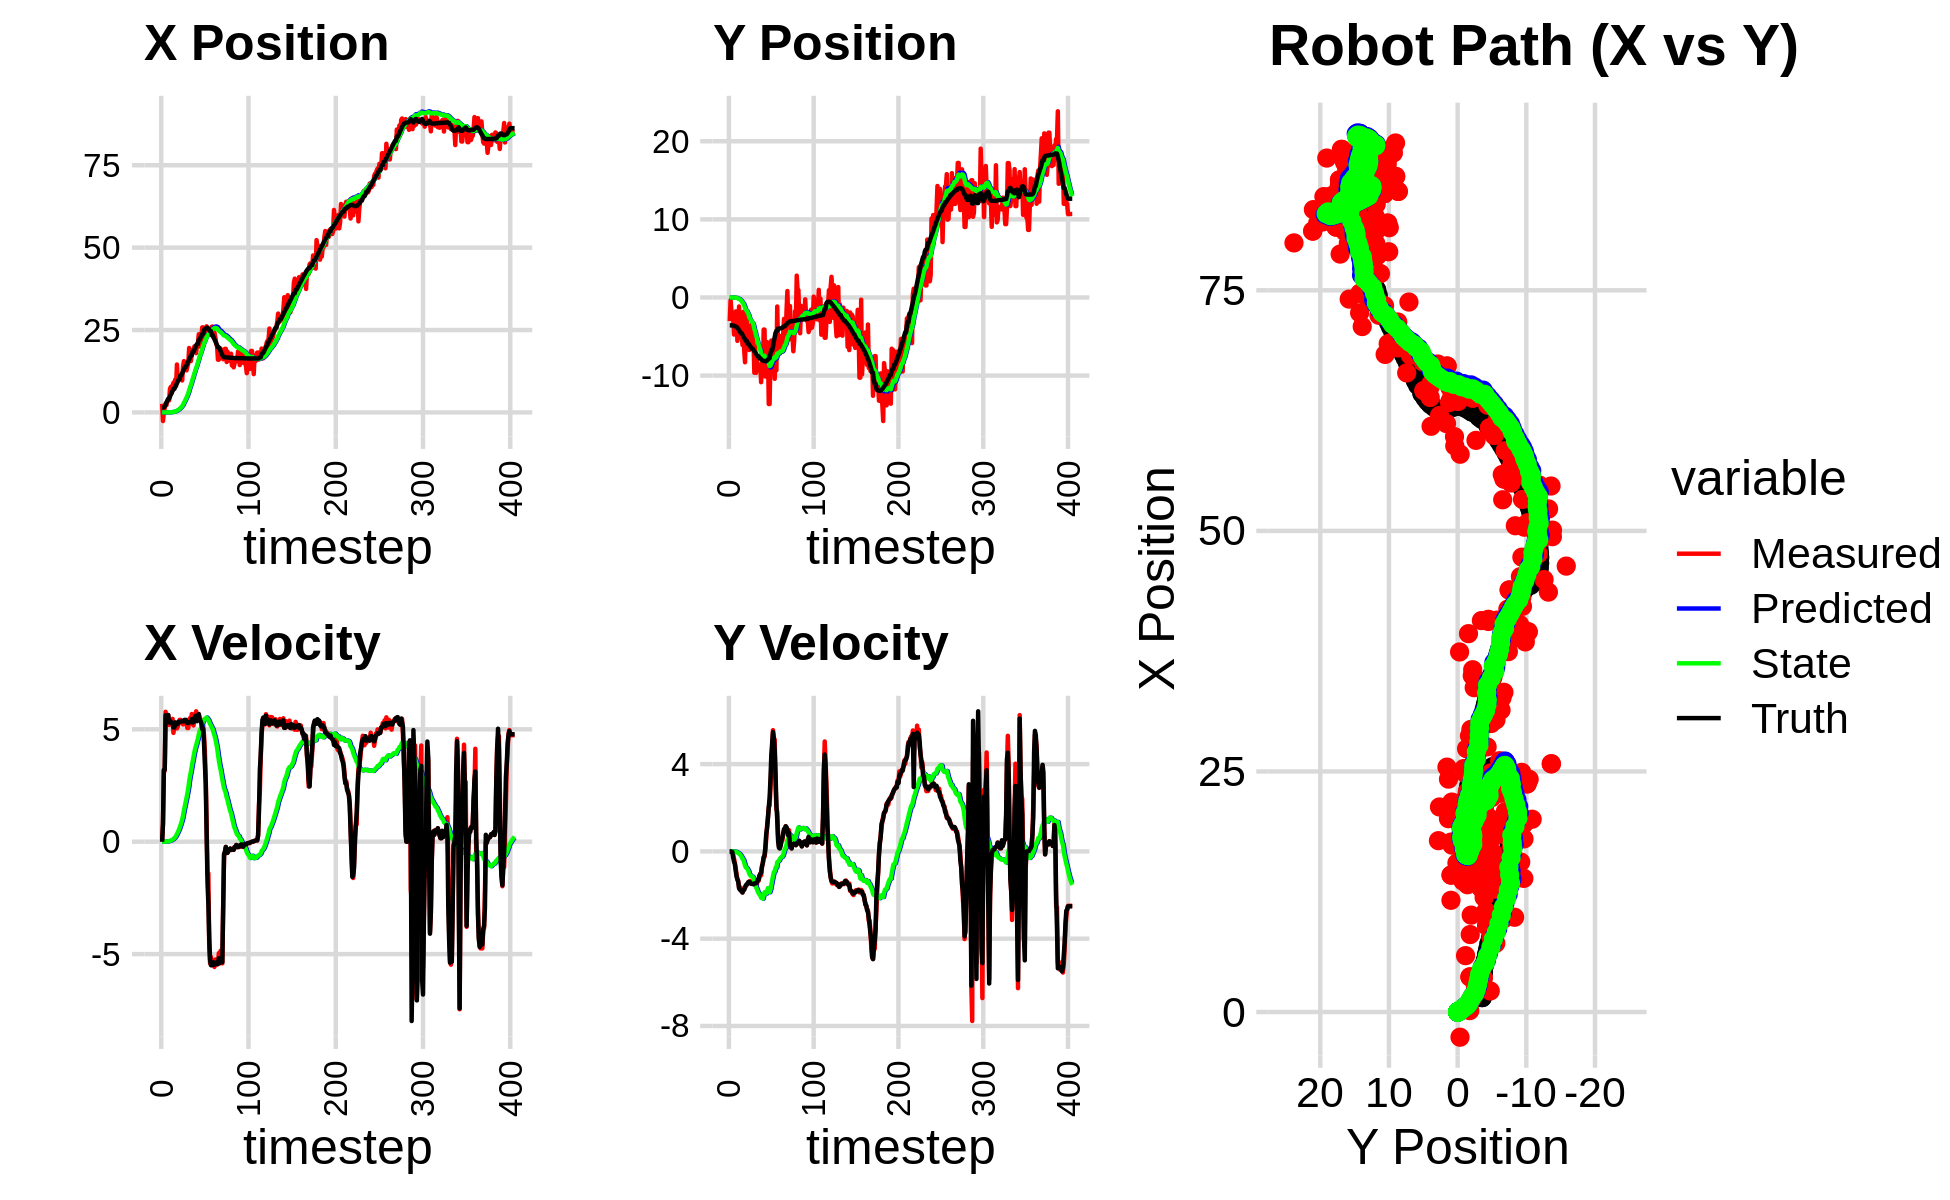 X Position
75
50
25
0
0
100
200
300
400
timestep
Y Position
20
10
0
-10
0
100
200
300
400
timestep
X Velocity
5
0
-5
0
100
200
300
400
timestep
Y Velocity
4
0
-4
-8
0
100
200
300
400
timestep
Robot Path (X vs Y)
X Position
75
50
25
0
20 10 0 -10 -20
Y Position
variable
Measured
Predicted
State
Truth